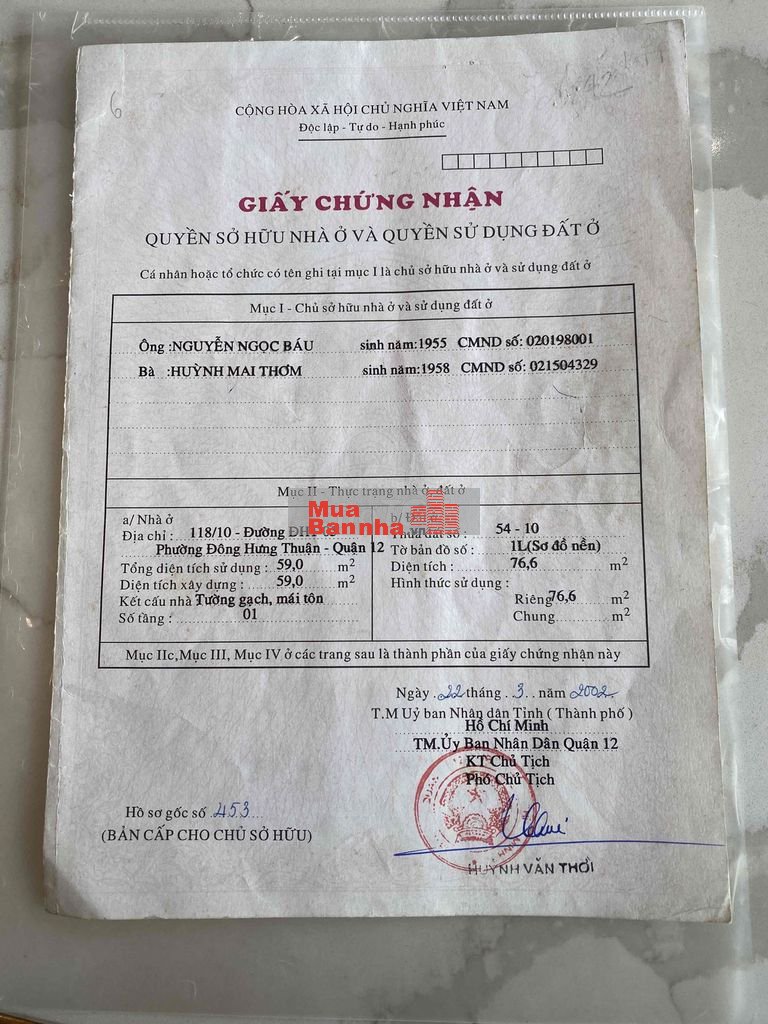 6
CỘNG HÒA XÃ HỘI CHỦ NGHĨA VIỆT NAM
Độc lập - Tự do - Hạnh phúc
GIẤY CHỨNG NHẬN
QUYỀN SỞ HỮU NHÀ Ở VÀ QUYỀN SỬ DỤNG ĐẤT Ở
Cá nhân hoặc tổ chức có tên ghi tại mục I là chủ sở hữu nhà ở và sử dụng đất ở
Mục I - Chủ sở hữu nhà ở và sử dụng đất ở
Ông :NGUYỄN NGỌC BÁU sinh năm:1955 CMND số: 020198001
Bà :HUỲNH MAI THƠM sinh năm:1958 CMND số: 021504329
Mục II - Thực trạng nhà ở, đất ở
Mua Bannha
a/ Nhà ở
Địa chỉ : 118/10 - Đường
Phường Đông Hưng Thuận - Quận 12
Tổng diện tích sử dụng : 59,0 m2
Diện tích xây dựng : 59,0 m2
Kết cấu nhà Tường gạch, mái tôn
Số tầng : 01
b/
số : 54 - 10
Tờ bản đồ số : 1L(Sơ đồ nền)
Diện tích : 76,6 m2
Hình thức sử dụng :
Riêng 76,6 m2
Chung m2
Mục IIc,Mục III, Mục IV ở các trang sau là thành phần của giấy chứng nhận này
Ngày 22 tháng 3 năm 2002
T.M Uỷ ban Nhân dân Tỉnh ( Thành phố )
Hồ Chí Minh
TM.Ủy Ban Nhân Dân Quận 12
KT Chủ Tịch
Phó Chủ Tịch
Hồ sơ gốc số 453
(BẢN CẤP CHO CHỦ SỞ HỮU)
HUỲNH VĂN THỚI